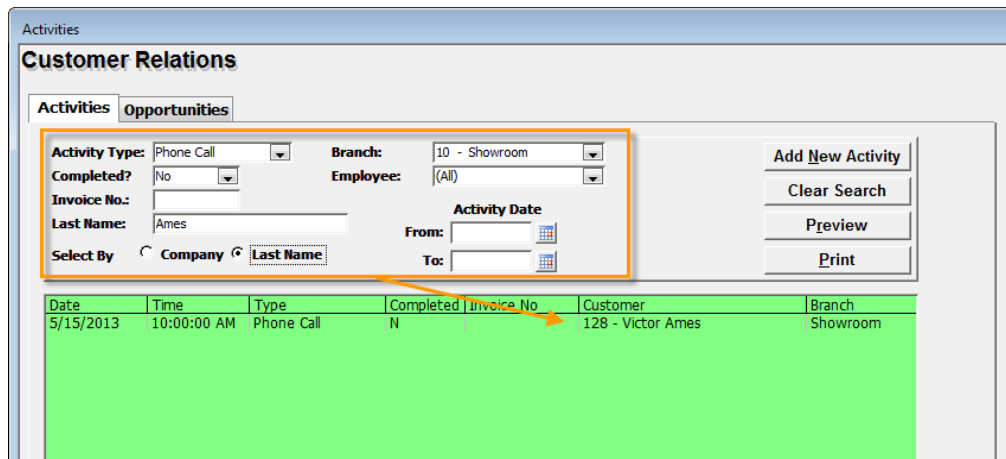 Activities
Customer Relations
Activities Opportunities
Activity Type: Phone Call Branch: 10 - Showroom Add New Activity
Completed? No Employee: (All) Clear Search
Invoice No.:
Last Name: Ames Activity Date Preview
From:
Select By Company Last Name To: Print
Date Time Type Completed Invoice No Customer Branch
5/15/2013 10:00:00 AM Phone Call N 128 - Victor Ames Showroom